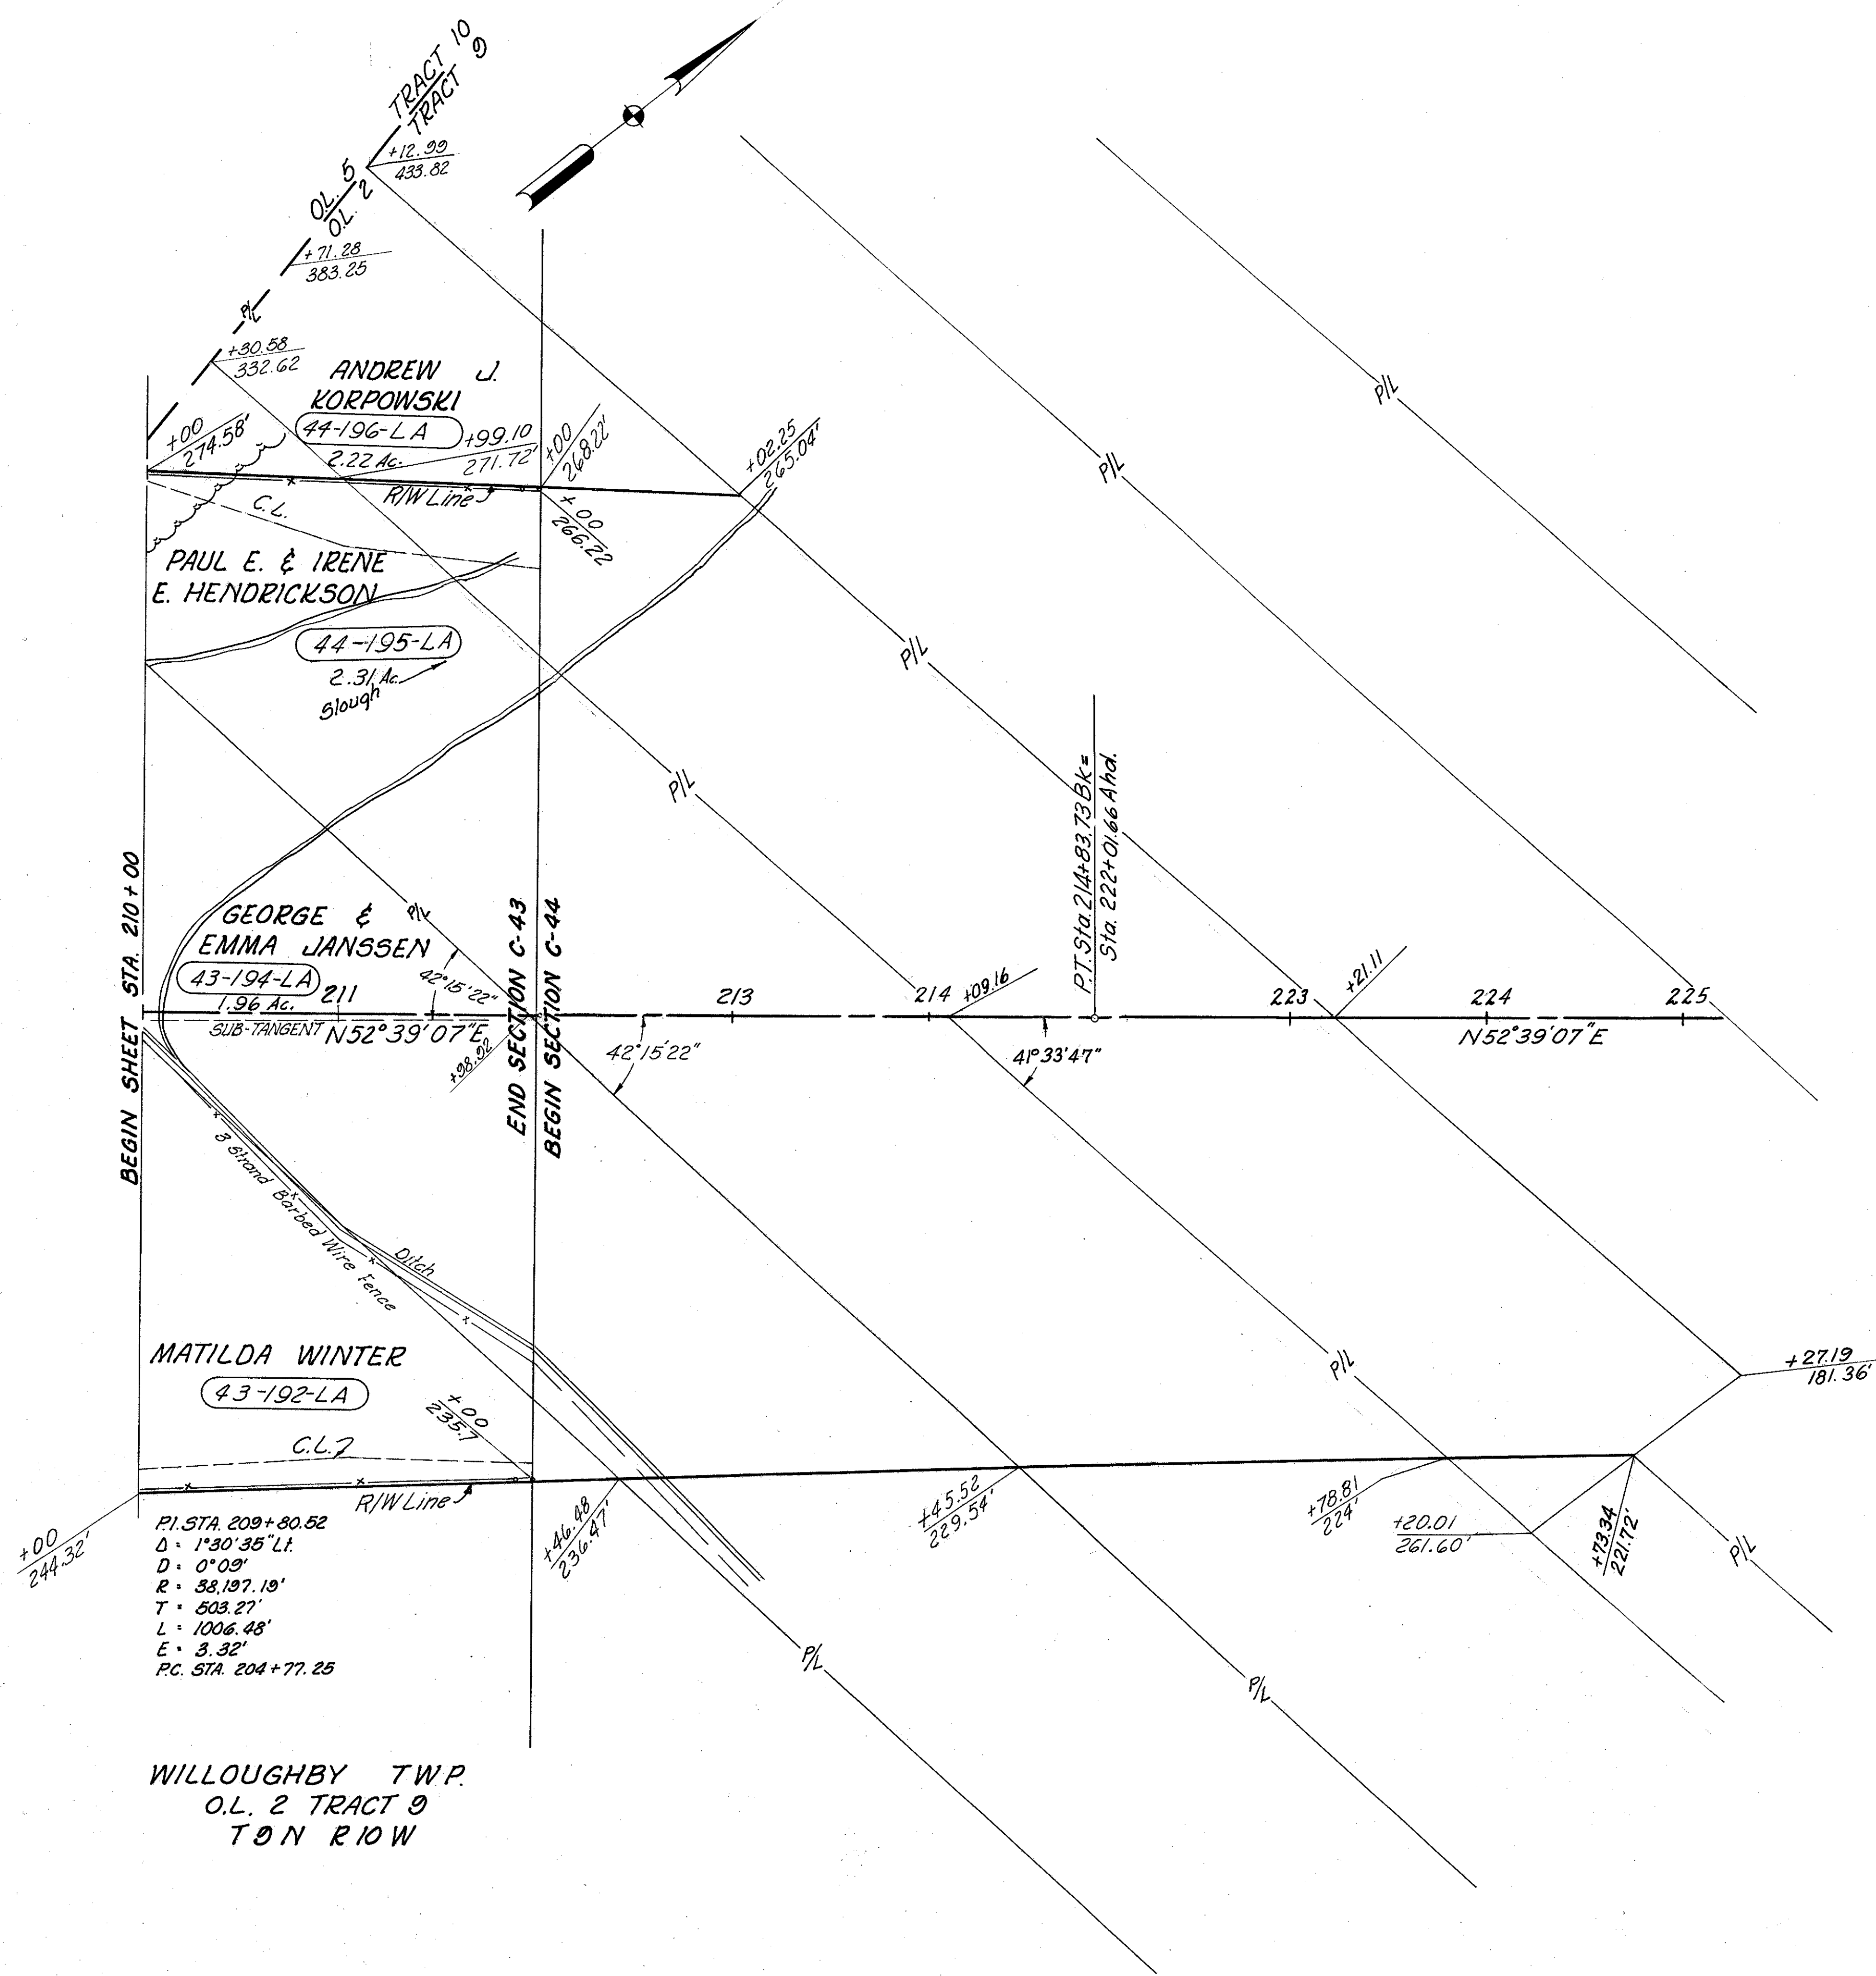 TRACT 10
TRACT 9
+12.99
433.82
O.L. 5
O.L. 2
+71.28
383.25
P/L
+30.58
332.62
ANDREW J.
KORPOWSKI
44-196-LA
2.22 Ac.
+00
274.58'
+99.10
271.72'
+00
268.22'
+02.25
265.04'
+00
266.22
R/W Line
C.L.
PAUL E. & IRENE
E. HENDRICKSON
44-195-LA
2.31 Ac.
Slough
P/L
P/L
P/L
P/L
P.T. Sta. 214+83.73 Bk=
Sta. 222+01.66 Ahd.
BEGIN SHEET STA. 210+00
GEORGE &
EMMA JANSSEN
43-194-LA
1.96 Ac.
P/L
42°15'22"
211
213
214
+09.16
223
+21.11
224
225
SUB-TANGENT
N52°39'07"E
+98.92
END SECTION C-43
BEGIN SECTION C-44
42°15'22"
41°33'47"
N52°39'07"E
3 Strand Barbed Wire Fence
Ditch
MATILDA WINTER
43-192-LA
+00
235.7
C.L.
R/W Line
+00
244.32'
+46.48
236.47'
+45.52
229.54'
+78.81
224'
+20.01
261.60'
+73.34
221.72'
+27.19
181.36'
P/L
P/L
P/L
P/L
P.I. STA. 209+80.52
Δ = 1°30'35" Lt.
D = 0°09'
R = 38,197.19'
T = 503.27'
L = 1006.48'
E = 3.32'
P.C. STA. 204+77.25
WILLOUGHBY TWP.
O.L. 2 TRACT 9
T9N R10W